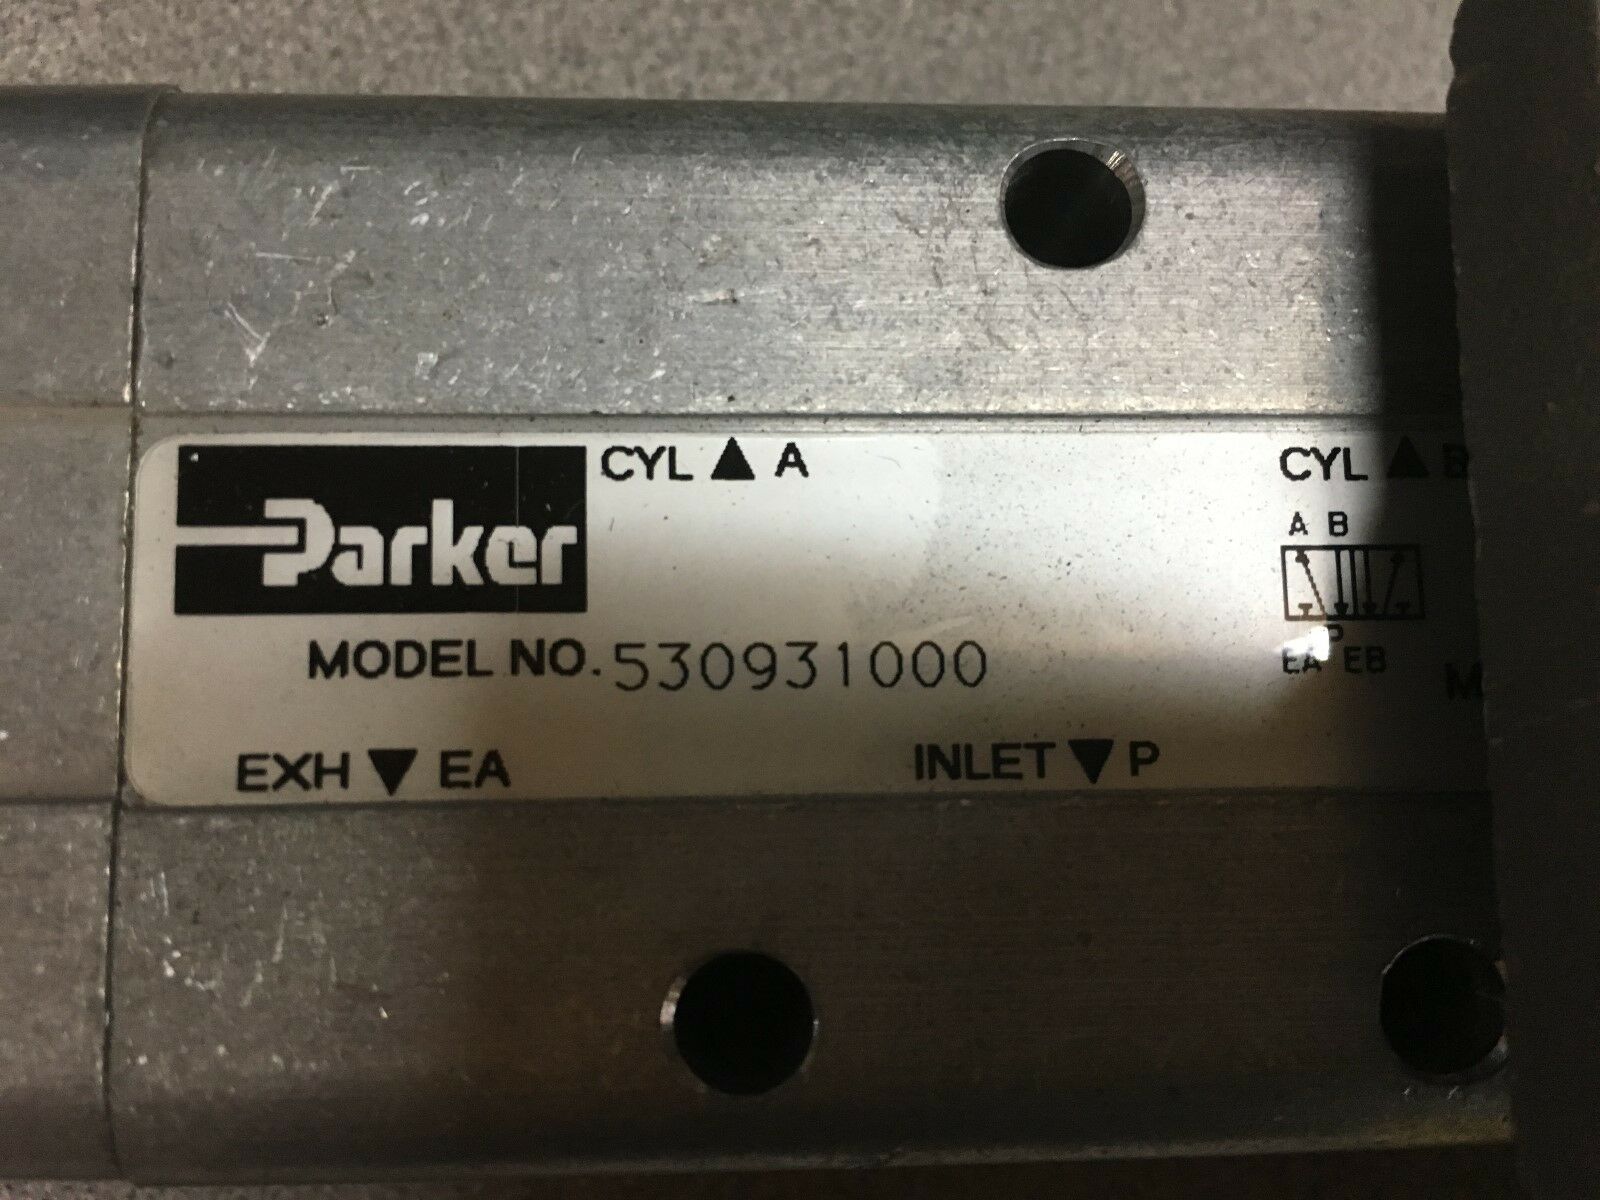 Parker
CYL ▲ A
CYL ▲ B
A B
P
EA EB
MODEL NO. 530931000
EXH ▼ EA
INLET ▼ P